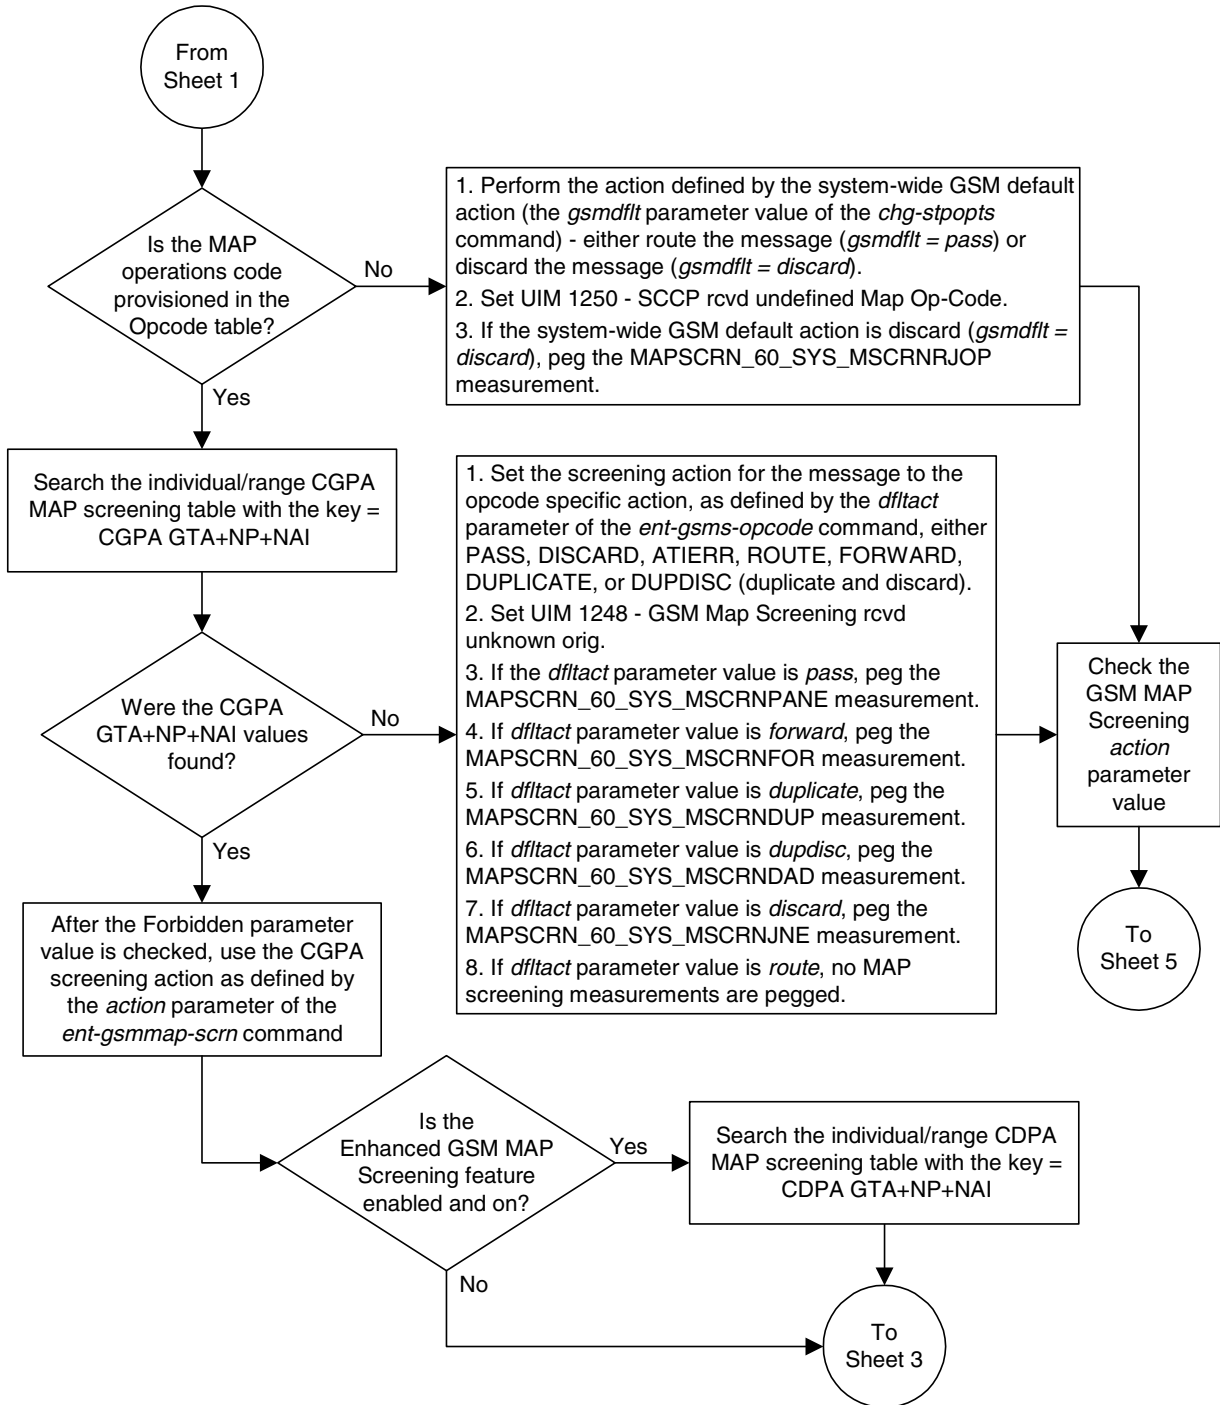 From
Sheet 1
Is the MAP
operations code
provisioned in the
Opcode table?
No
Yes
1. Perform the action defined by the system-wide GSM default
action (the gsmdflt parameter value of the chg-stpopts
command) - either route the message (gsmdflt = pass) or
discard the message (gsmdflt = discard).
2. Set UIM 1250 - SCCP rcvd undefined Map Op-Code.
3. If the system-wide GSM default action is discard (gsmdflt =
discard), peg the MAPSCRN_60_SYS_MSCRNRJOP
measurement.
Search the individual/range CGPA
MAP screening table with the key =
CGPA GTA+NP+NAI
Were the CGPA
GTA+NP+NAI values
found?
No
Yes
1. Set the screening action for the message to the
opcode specific action, as defined by the dfltact
parameter of the ent-gsms-opcode command, either
PASS, DISCARD, ATIERR, ROUTE, FORWARD,
DUPLICATE, or DUPDISC (duplicate and discard).
2. Set UIM 1248 - GSM Map Screening rcvd
unknown orig.
3. If the dfltact parameter value is pass, peg the
MAPSCRN_60_SYS_MSCRNPANE measurement.
4. If dfltact parameter value is forward, peg the
MAPSCRN_60_SYS_MSCRNFOR measurement.
5. If dfltact parameter value is duplicate, peg the
MAPSCRN_60_SYS_MSCRNDUP measurement.
6. If dfltact parameter value is dupdisc, peg the
MAPSCRN_60_SYS_MSCRNDAD measurement.
7. If dfltact parameter value is discard, peg the
MAPSCRN_60_SYS_MSCRNJNE measurement.
8. If dfltact parameter value is route, no MAP
screening measurements are pegged.
Check the
GSM MAP
Screening
action
parameter
value
To
Sheet 5
After the Forbidden parameter
value is checked, use the CGPA
screening action as defined by
the action parameter of the
ent-gsmmap-scrn command
Is the
Enhanced GSM MAP
Screening feature
enabled and on?
Yes
No
Search the individual/range CDPA
MAP screening table with the key =
CDPA GTA+NP+NAI
To
Sheet 3